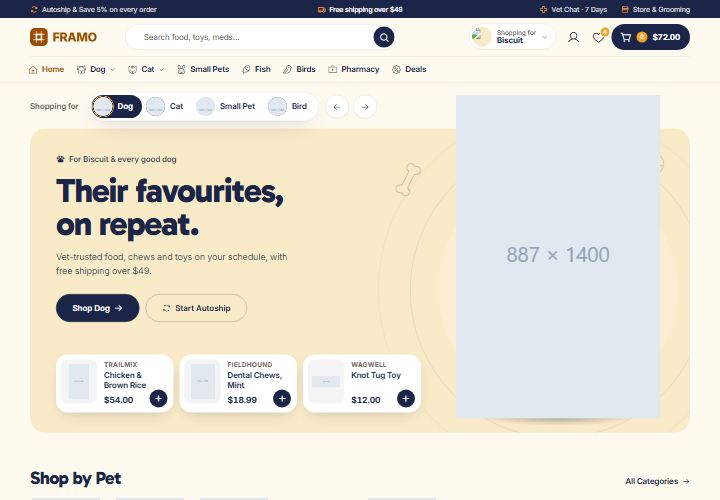 Autoship & Save 5% on every order
Free shipping over $49
Vet Chat · 7 Days
Store & Grooming
FRAMO
Search food, toys, meds...
Shopping for
Biscuit
4
3
$72.00
Home
Dog
Cat
Small Pets
Fish
Birds
Pharmacy
Deals
Shopping for
Dog
Cat
Small Pet
Bird
For Biscuit & every good dog
Their favourites,
on repeat.
Vet-trusted food, chews and toys on your schedule, with
free shipping over $49.
Shop Dog
Start Autoship
TRAILMIX
Chicken &
Brown Rice
$54.00
FIELDHOUND
Dental Chews,
Mint
$18.99
WAGWELL
Knot Tug Toy
$12.00
887 × 1400
Shop by Pet
All Categories